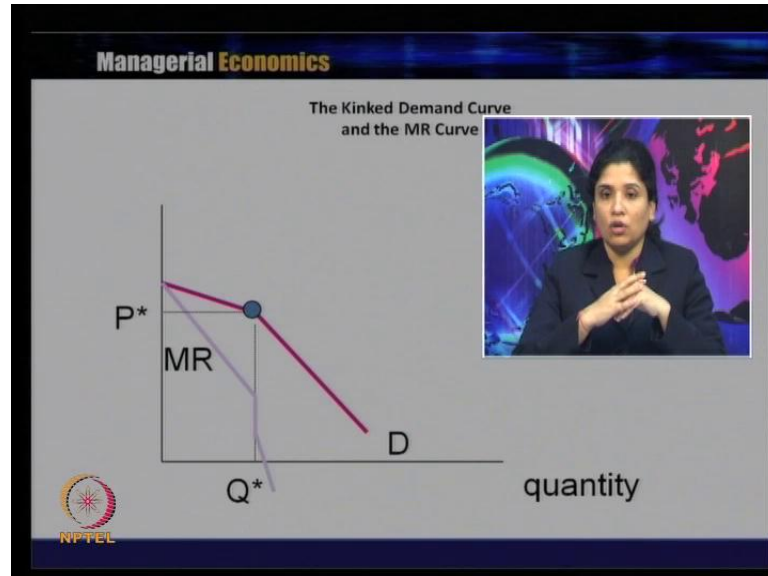 Managerial Economics
The Kinked Demand Curve
and the MR Curve
P*
MR
D
Q*
quantity
NPTEL